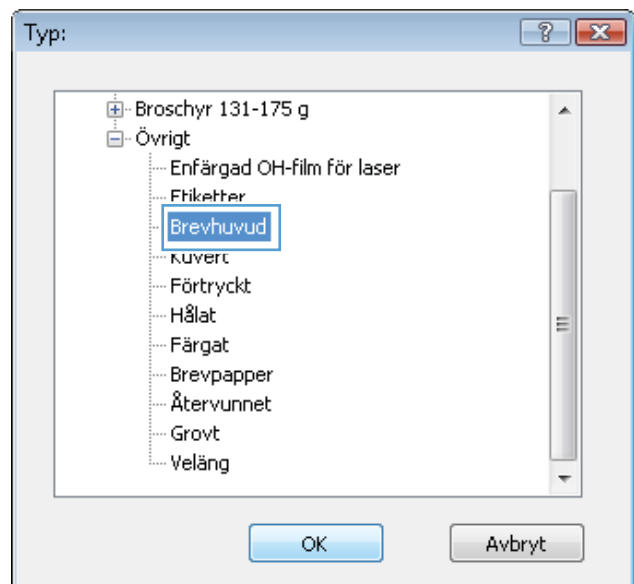 Typ:
Broschyr 131-175 g
Övrigt
Enfärgad OH-film för laser
Etiketter
Brevhuvud
Kuvert
Förtryckt
Hålat
Färgat
Brevpapper
Återvunnet
Grovt
Veläng
OK Avbryt